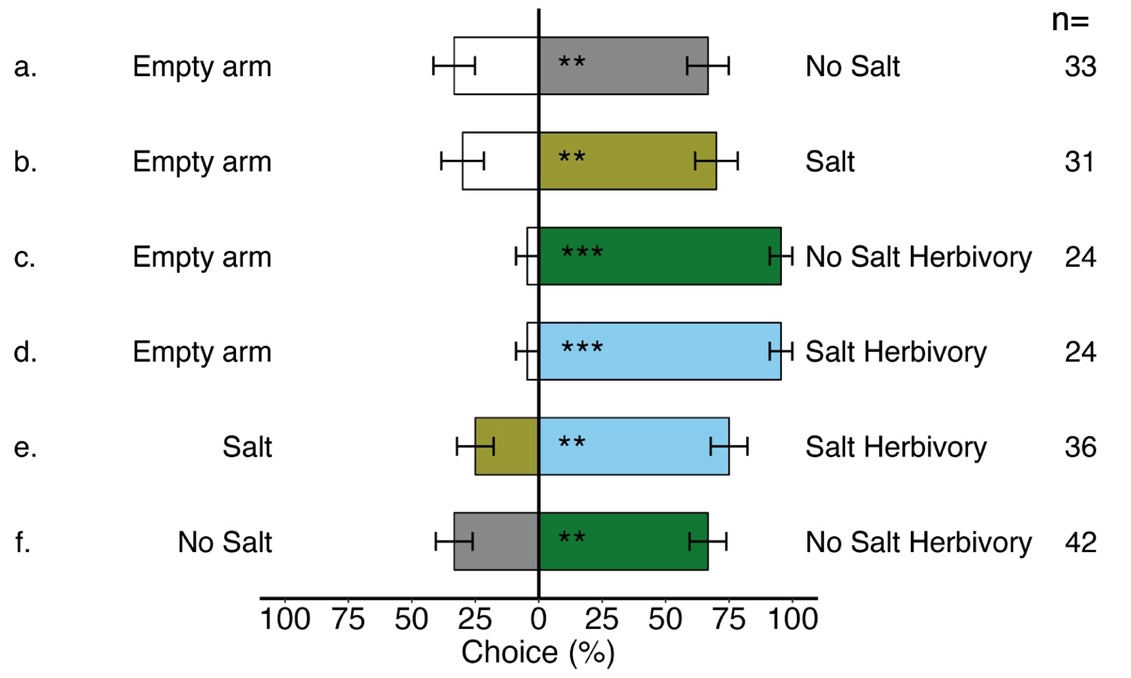 n=
a. Empty arm ** No Salt 33
b. Empty arm ** Salt 31
c. Empty arm *** No Salt Herbivory 24
d. Empty arm *** Salt Herbivory 24
e. Salt ** Salt Herbivory 36
f. No Salt ** No Salt Herbivory 42
100 75 50 25 0 25 50 75 100
Choice (%)